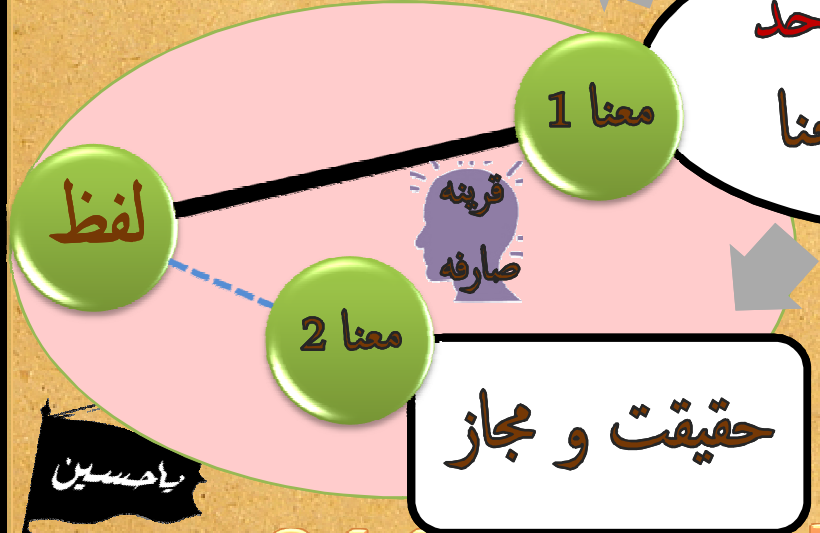 معنا 1
لفظ
قرینه
صارفه
معنا 2
حقیقت و مجاز
یاحسین